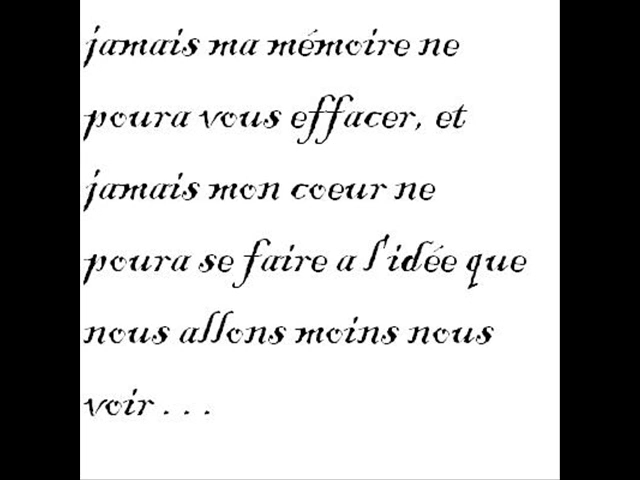 jamais ma mémoire ne
poura vous effacer, et
jamais mon coeur ne
poura se faire a l'idée que
nous allons moins nous
voir . . .